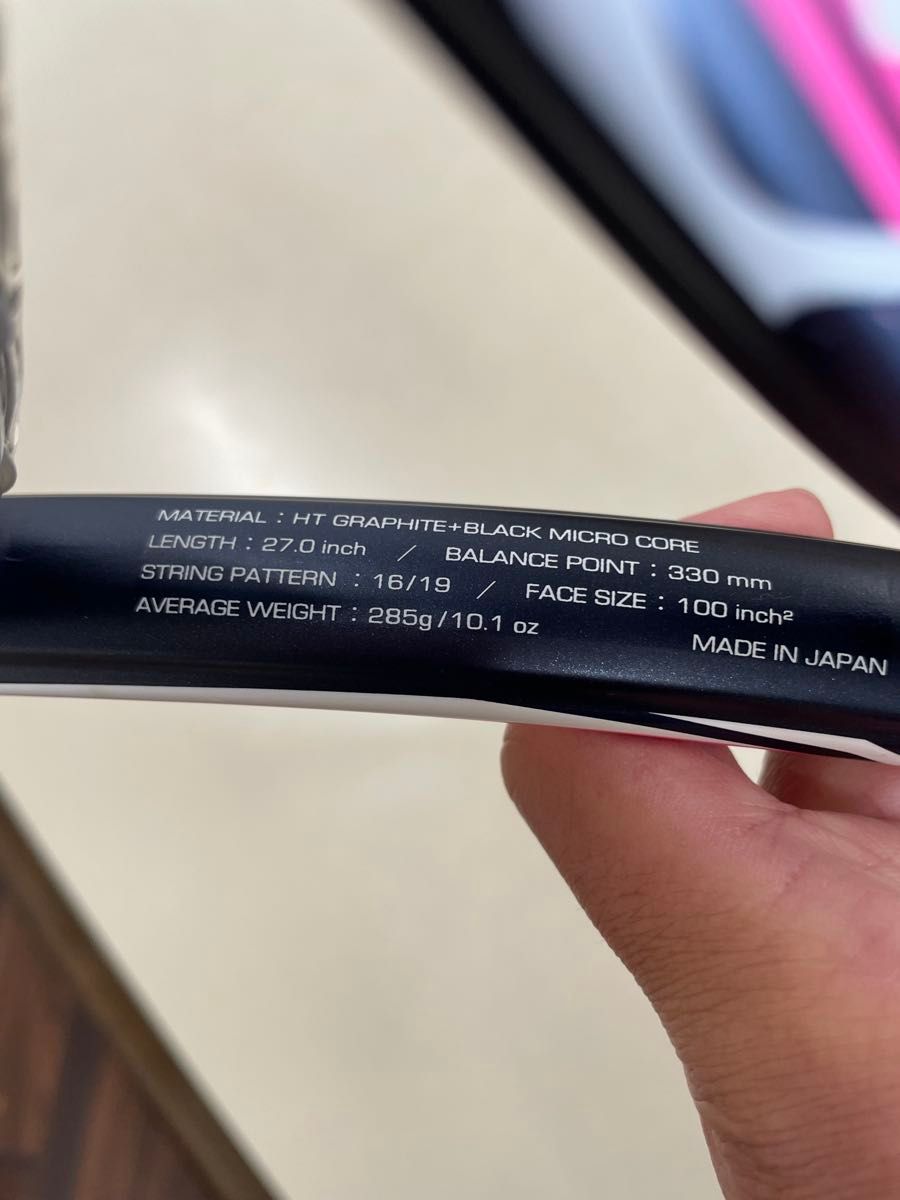 MATERIAL : HT GRAPHITE+BLACK MICRO CORE
LENGTH : 27.0 inch / BALANCE POINT : 330 mm
STRING PATTERN : 16/19 / FACE SIZE : 100 inch²
AVERAGE WEIGHT : 285g/10.1 oz
MADE IN JAPAN